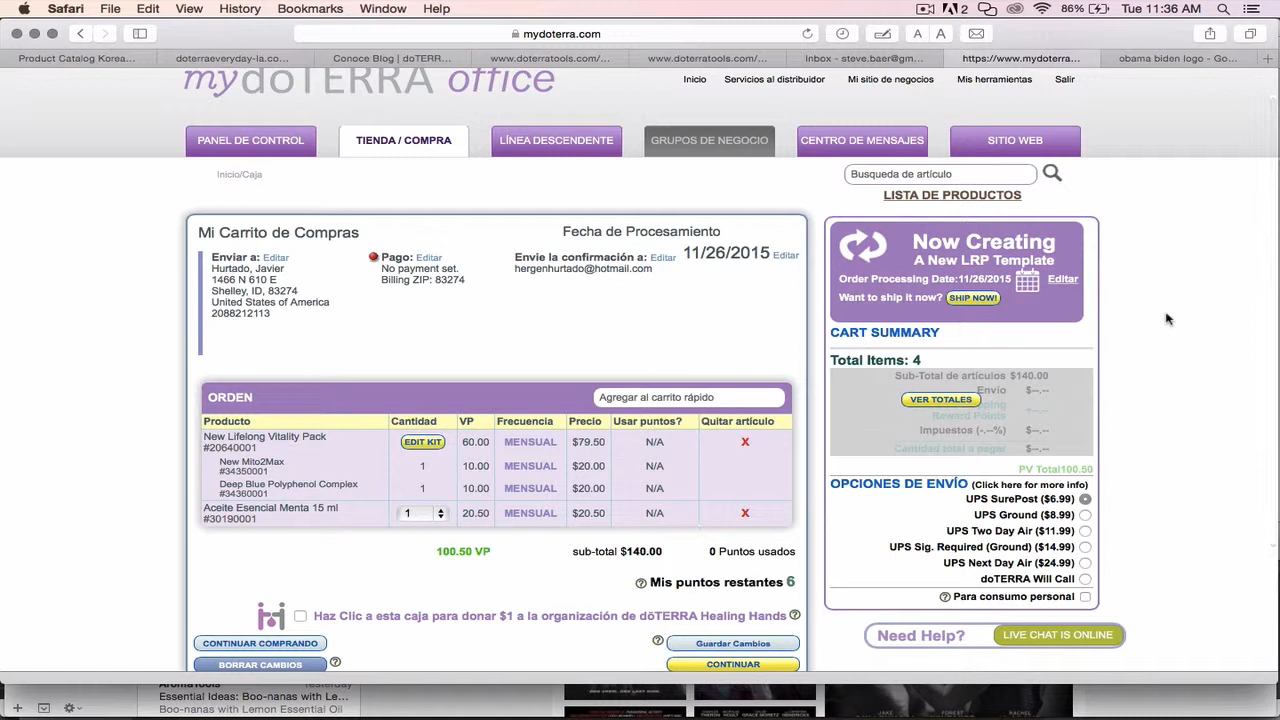 Safari File Edit View History Bookmarks Window Help 2 86% Tue 11:36 AM
mydoterra.com A A
Product Catalog Korea... doterraeveryday-la.co... Conoce Blog | doTERR... www.doterratools.com/... www.doterratools.com/... Inbox - steve.baer@gm... https://www.mydoterra... obama biden logo - Go...
mydoTERRA office
Inicio Servicios al distribuidor Mi sitio de negocios Mis herramientas Salir
PANEL DE CONTROL TIENDA / COMPRA LÍNEA DESCENDENTE GRUPOS DE NEGOCIO CENTRO DE MENSAJES SITIO WEB
Inicio/Caja
Busqueda de artículo
LISTA DE PRODUCTOS
Mi Carrito de Compras
Fecha de Procesamiento
11/26/2015 Editar
Enviar a: Editar
Hurtado, Javier
1466 N 610 E
Shelley, ID, 83274
United States of America
2088212113
Pago: Editar
No payment set.
Billing ZIP: 83274
Envie la confirmación a: Editar
hergenhurtado@hotmail.com
ORDEN Agregar al carrito rápido
Producto Cantidad VP Frecuencia Precio Usar puntos? Quitar artículo
New Lifelong Vitality Pack
#20640001 EDIT KIT 60.00 MENSUAL $79.50 N/A X
New Mito2Max
#34350001 1 10.00 MENSUAL $20.00 N/A
Deep Blue Polyphenol Complex
#34360001 1 10.00 MENSUAL $20.00 N/A
Aceite Esencial Menta 15 ml
#30190001 1 20.50 MENSUAL $20.50 N/A X
100.50 VP sub-total $140.00 0 Puntos usados
Mis puntos restantes 6
Haz Clic a esta caja para donar $1 a la organización de dōTERRA Healing Hands
CONTINUAR COMPRANDO Guardar Cambios
BORRAR CAMBIOS CONTINUAR
Now Creating
A New LRP Template
Order Processing Date:11/26/2015 Editar
Want to ship it now? SHIP NOW!
CART SUMMARY
Total Items: 4
Sub-Total de artículos $140.00
Envío $--.--
VER TOTALES
Reward Points
Impuestos (-.--%) $--.--
Cantidad total a pagar $--.--
PV Total100.50
OPCIONES DE ENVÍO (Click here for more info)
UPS SurePost ($6.99)
UPS Ground ($8.99)
UPS Two Day Air ($11.99)
UPS Sig. Required (Ground) ($14.99)
UPS Next Day Air ($24.99)
doTERRA Will Call
Para consumo personal
Need Help? LIVE CHAT IS ONLINE
Yesterday
Essential Ideas: Boo-nanas with Le...
Boo-nanas with Lemon Essential Oil